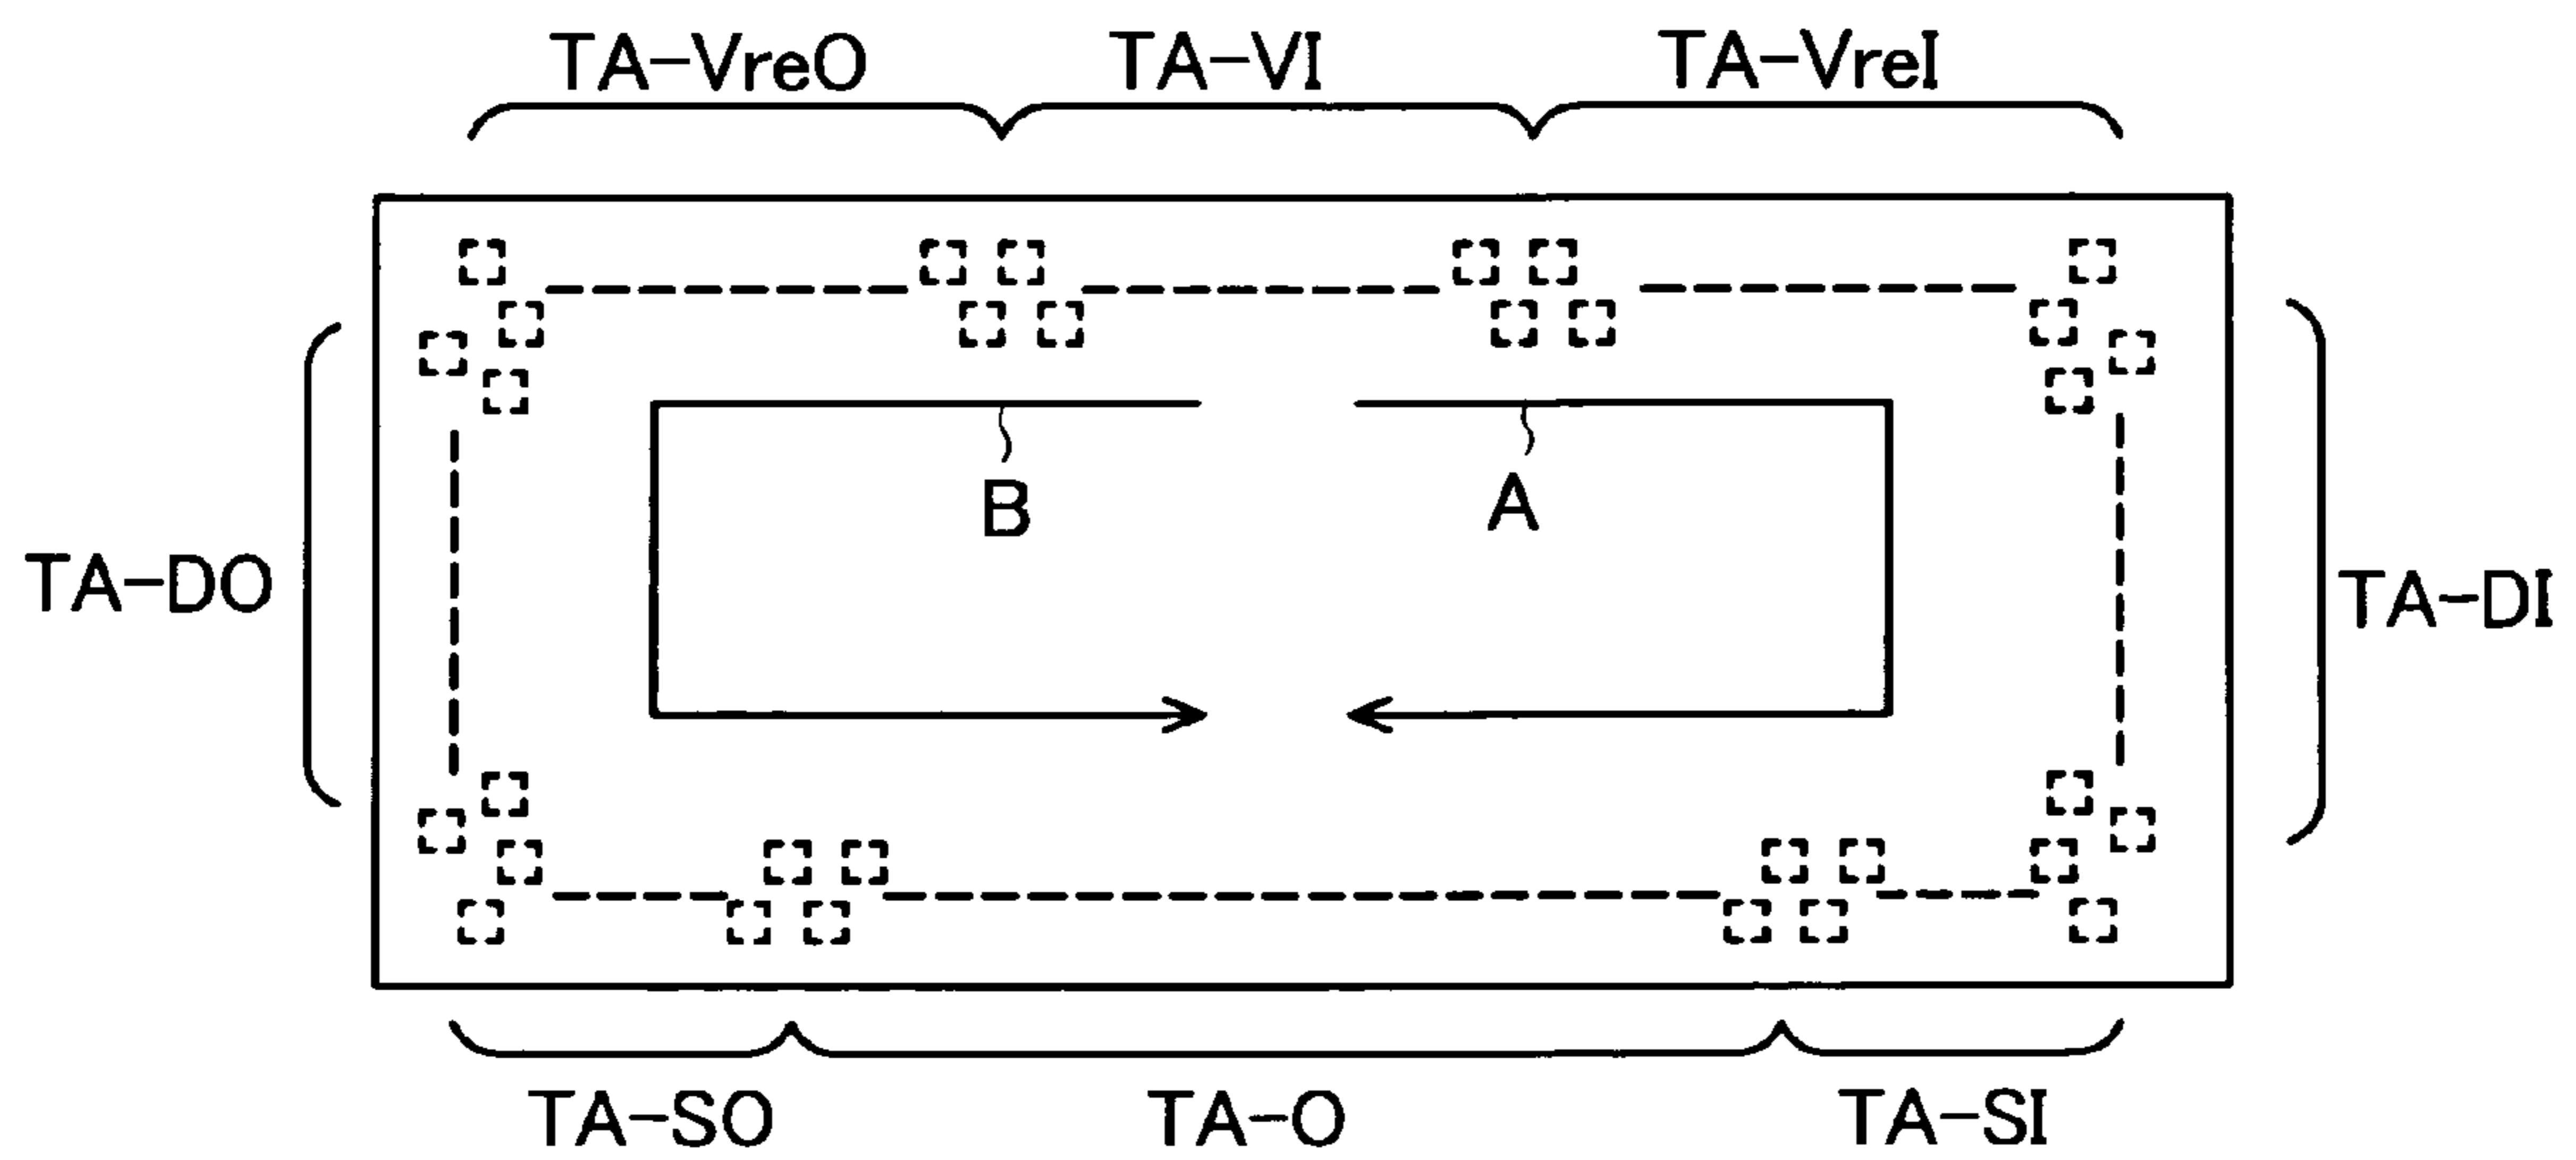 TA-VreO TA-VI TA-VreI
B A
TA-DO TA-DI
TA-SO TA-O TA-SI